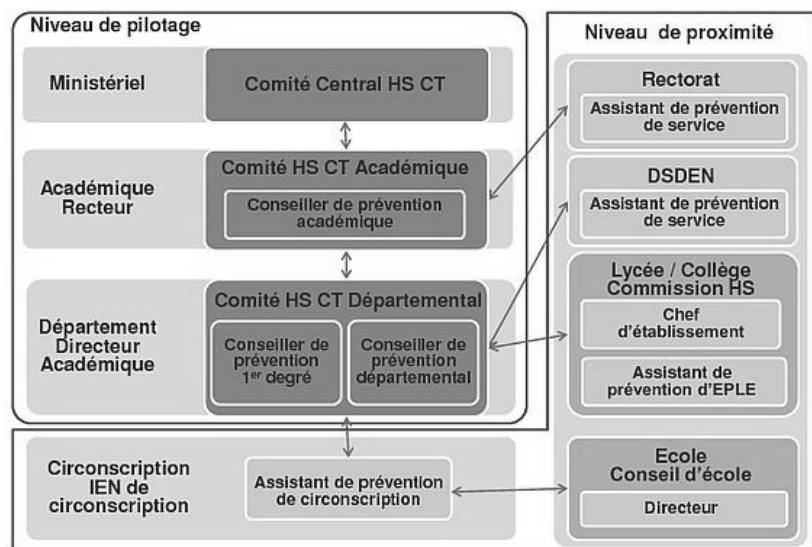 Niveau de pilotage
Ministériel
Comité Central HS CT
Académique
Recteur
Comité HS CT Académique
Conseiller de prévention
académique
Département
Directeur
Académique
Comité HS CT Départemental
Conseiller de
prévention
1er degré
Conseiller de
prévention
départemental
Circonscription
IEN de
circonscription
Assistant de prévention
de circonscription
Niveau de proximité
Rectorat
Assistant de prévention
de service
DSDEN
Assistant de prévention
de service
Lycée / Collège
Commission HS
Chef
d'établissement
Assistant de
prévention d'EPLE
Ecole
Conseil d'école
Directeur